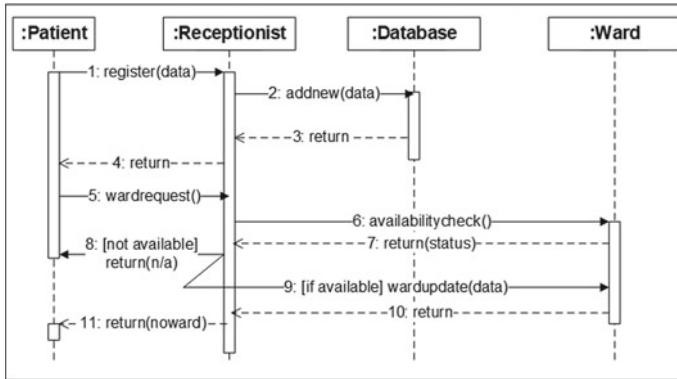 :Patient
:Receptionist
:Database
:Ward
1: register(data)
2: addnew(data)
3: return
4: return
5: wardrequest()
6: availabilitycheck()
7: return(status)
8: [not available]
return(n/a)
9: [if available] wardupdate(data)
10: return
11: return(noward)